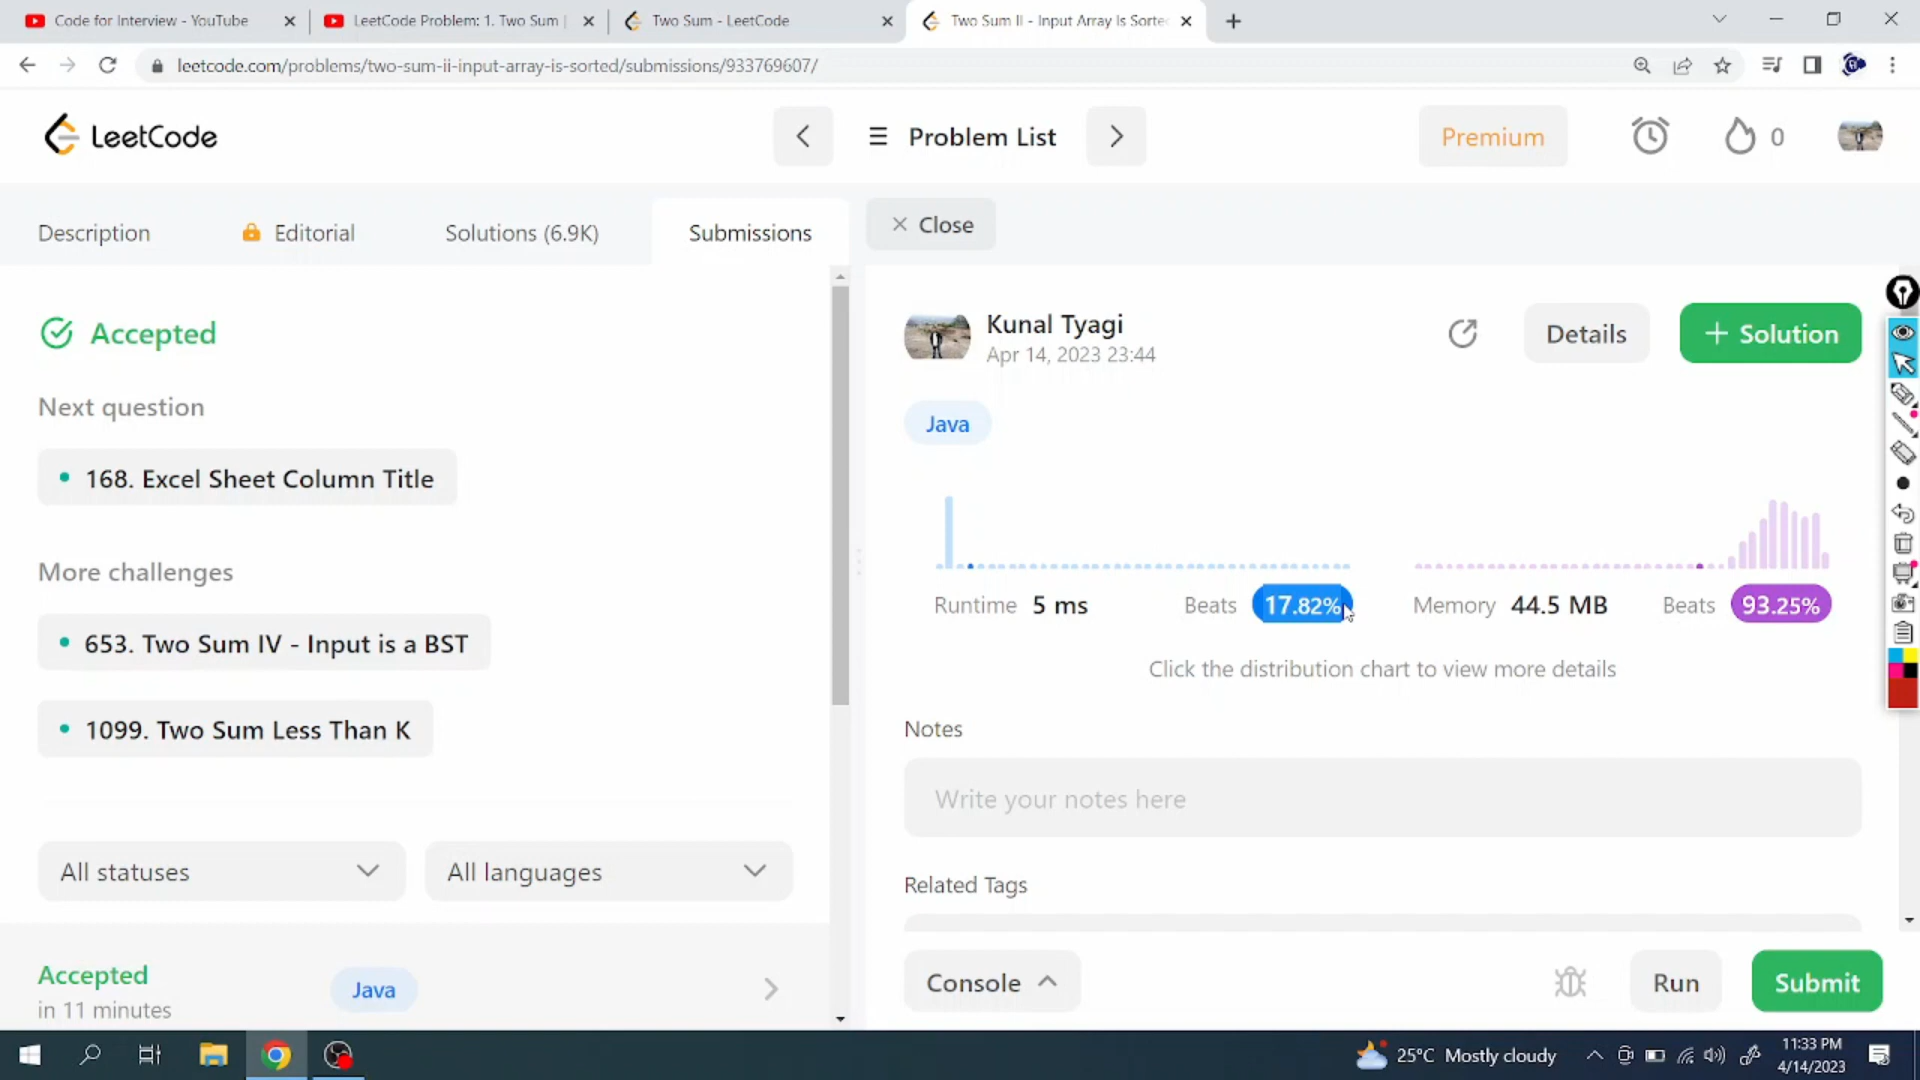 Code for Interview - YouTube
LeetCode Problem: 1. Two Sum |
Two Sum - LeetCode
Two Sum II - Input Array Is Sorte
leetcode.com/problems/two-sum-ii-input-array-is-sorted/submissions/933769607/
LeetCode
Problem List
Premium
0
Description
Editorial
Solutions (6.9K)
Submissions
Close
Accepted
Next question
168. Excel Sheet Column Title
More challenges
653. Two Sum IV - Input is a BST
1099. Two Sum Less Than K
All statuses
All languages
Accepted
in 11 minutes
Java
Kunal Tyagi
Apr 14, 2023 23:44
Details
+ Solution
Java
Runtime 5 ms
Beats 17.82%
Memory 44.5 MB
Beats 93.25%
Click the distribution chart to view more details
Notes
Write your notes here
Related Tags
Console
Run
Submit
25°C Mostly cloudy
11:33 PM
4/14/2023